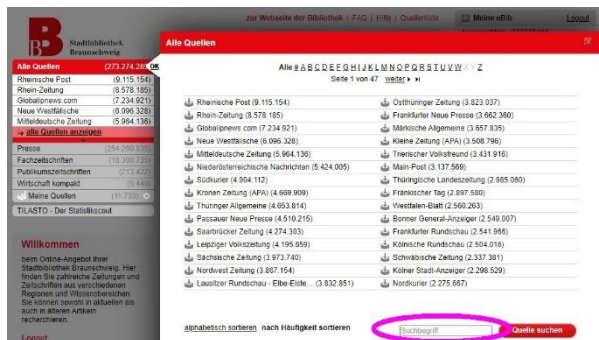 zur Webseite der Bibliothek | FAQ | Hilfe | Quellenliste
Meine eBib
Logout
Stadtbibliothek
Braunschweig
Alle Quellen
Alle Quellen
Rheinische Post (9.115.154)
Rhein-Zeitung (8.578.185)
Globalipnews.com (7.234.921)
Neue Westfälische (6.096.328)
Mitteldeutsche Zeitung (5.964.136)
alle Quellen anzeigen
Presse
Fachzeitschriften
Publikumszeitschriften
Wirtschaft kompakt
Meine Quellen
TILASTO - Der Statistikscout
Willkommen
beim Online-Angebot Ihrer
Stadtbibliothek Braunschweig. Hier
finden Sie zahlreiche Zeitungen und
Zeitschriften aus verschiedenen
Regionen und Wissensbereichen.
Sie können sowohl in aktuellen als
auch in älteren Artikeln
recherchieren.
Logout
Alle # A B C D E F G H I J K L M N O P Q R S T U V W X Y Z
Seite 1 von 47 weiter
Rheinische Post (9.115.154)
Rhein-Zeitung (8.578.185)
Globalipnews.com (7.234.921)
Neue Westfälische (6.096.328)
Mitteldeutsche Zeitung (5.964.136)
Niederösterreichische Nachrichten (5.424.005)
Südkurier (4.904.112)
Kronen Zeitung (APA) (4.669.909)
Thüringer Allgemeine (4.653.814)
Passauer Neue Presse (4.510.215)
Saarbrücker Zeitung (4.274.303)
Leipziger Volkszeitung (4.195.859)
Sächsische Zeitung (3.973.740)
Nordwest Zeitung (3.867.154)
Lausitzer Rundschau - Elbe-Elste... (3.832.851)
Ostthüringer Zeitung (3.823.037)
Frankfurter Neue Presse (3.662.360)
Märkische Allgemeine (3.657.835)
Kleine Zeitung (APA) (3.508.796)
Trierischer Volksfreund (3.431.916)
Main-Post (3.137.569)
Thüringische Landeszeitung (2.985.060)
Fränkischer Tag (2.897.580)
Westfalen-Blatt (2.560.263)
Bonner General-Anzeiger (2.549.007)
Frankfurter Rundschau (2.541.966)
Kölnische Rundschau (2.504.016)
Schwäbische Zeitung (2.337.381)
Kölner Stadt-Anzeiger (2.298.529)
Nordkurier (2.275.667)
alphabetisch sortieren nach Häufigkeit sortieren
Suchbegriff
Quelle suchen